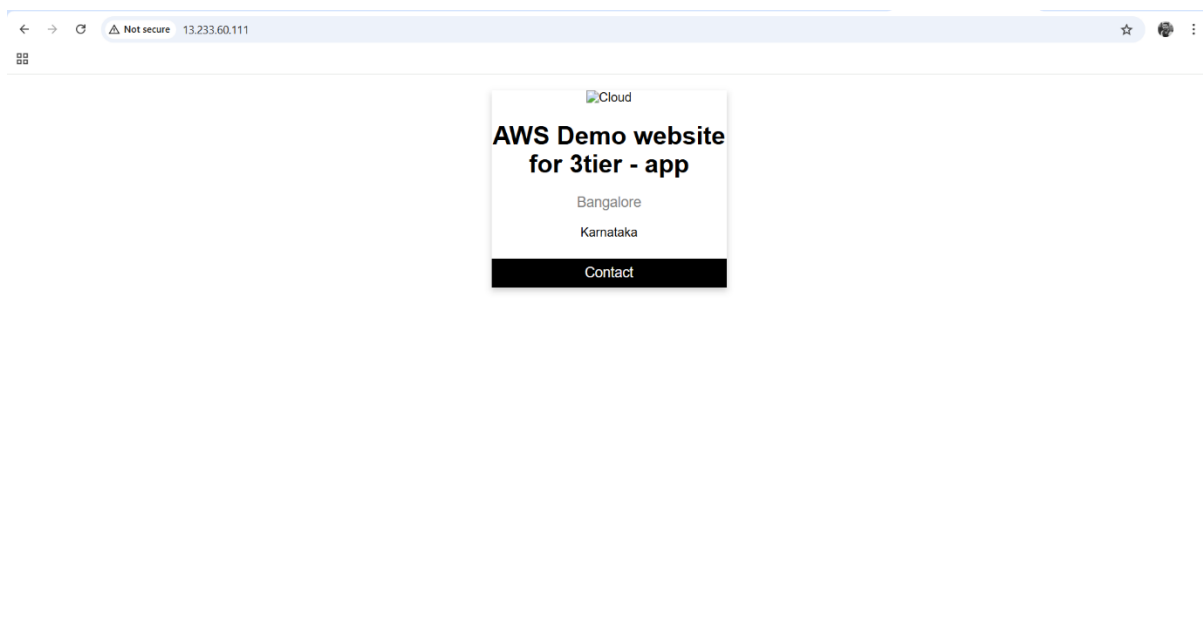 Not secure 13.233.60.111
Cloud
AWS Demo website
for 3tier - app
Bangalore
Karnataka
Contact